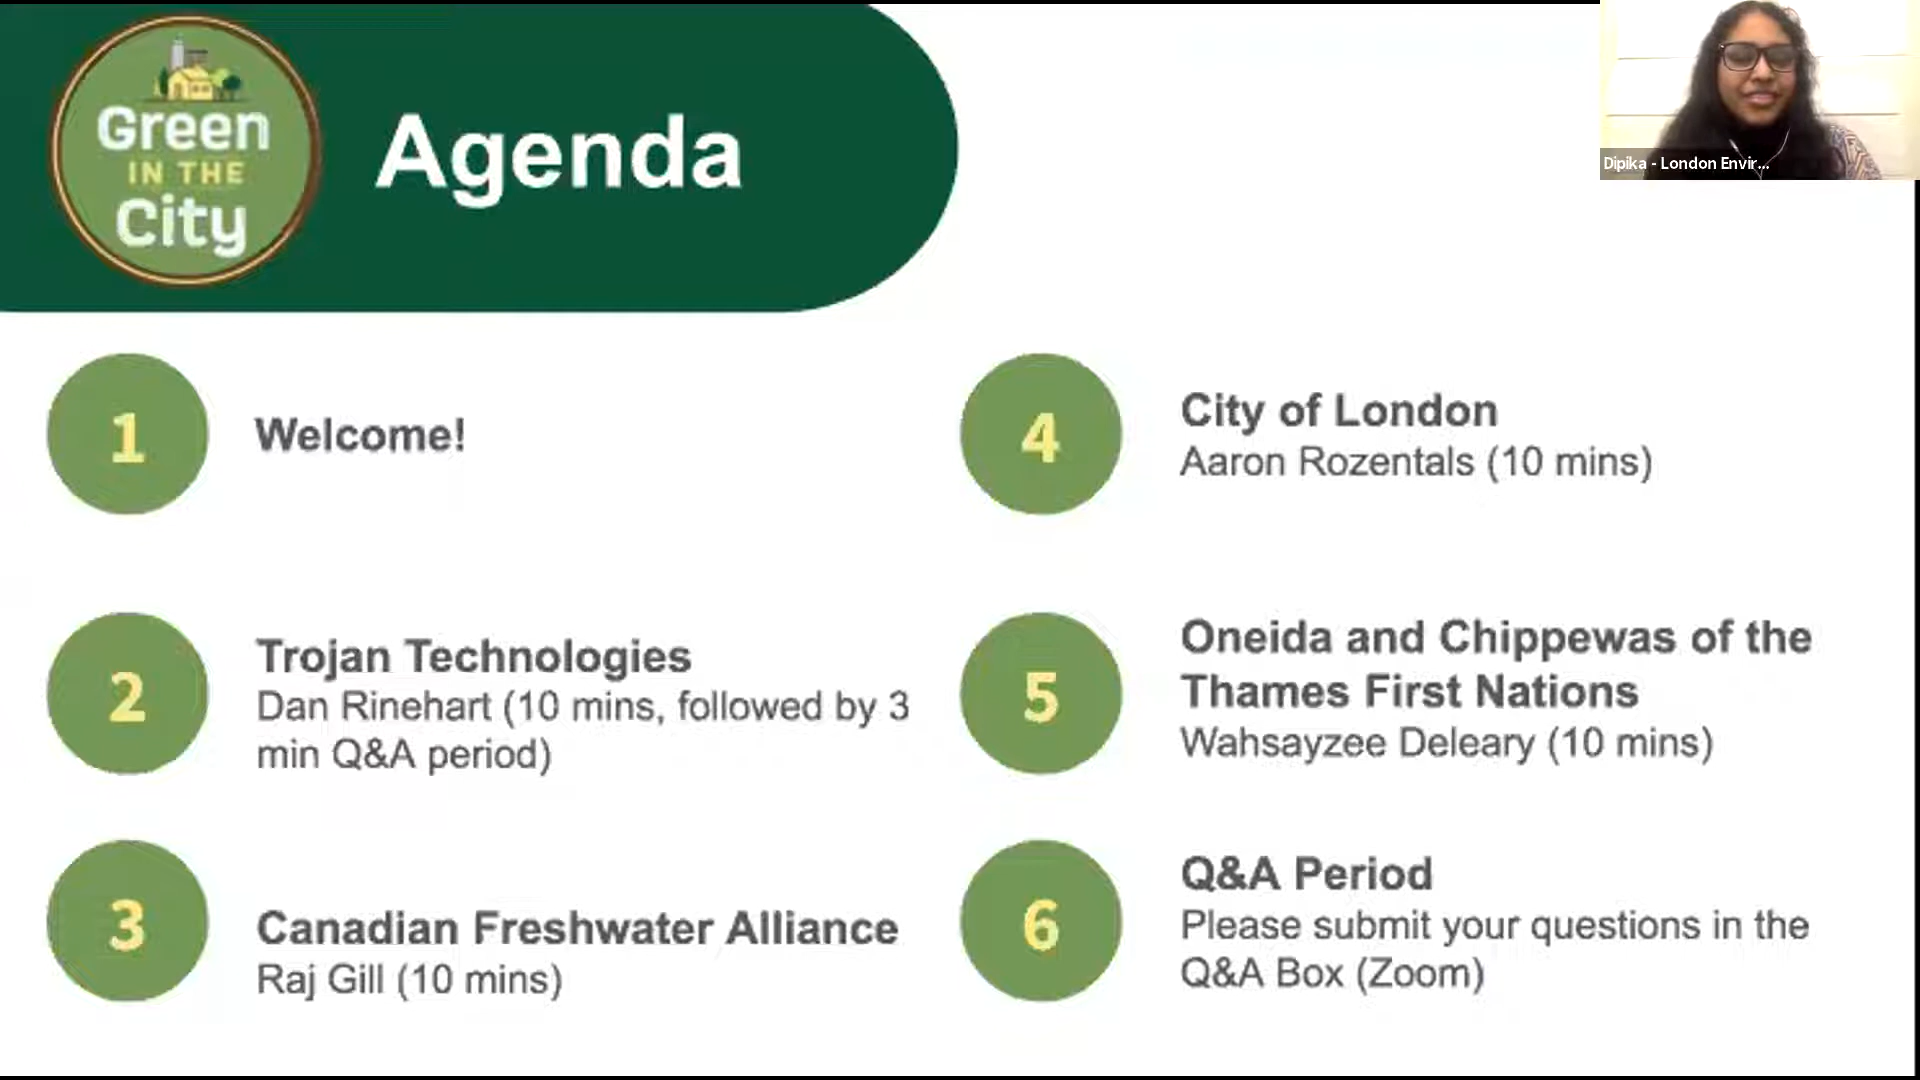 Green
IN THE
City
Agenda
Dipika - London Envir...
1
Welcome!
2
Trojan Technologies
Dan Rinehart (10 mins, followed by 3
min Q&A period)
3
Canadian Freshwater Alliance
Raj Gill (10 mins)
4
City of London
Aaron Rozentals (10 mins)
5
Oneida and Chippewas of the
Thames First Nations
Wahsayzee Deleary (10 mins)
6
Q&A Period
Please submit your questions in the
Q&A Box (Zoom)